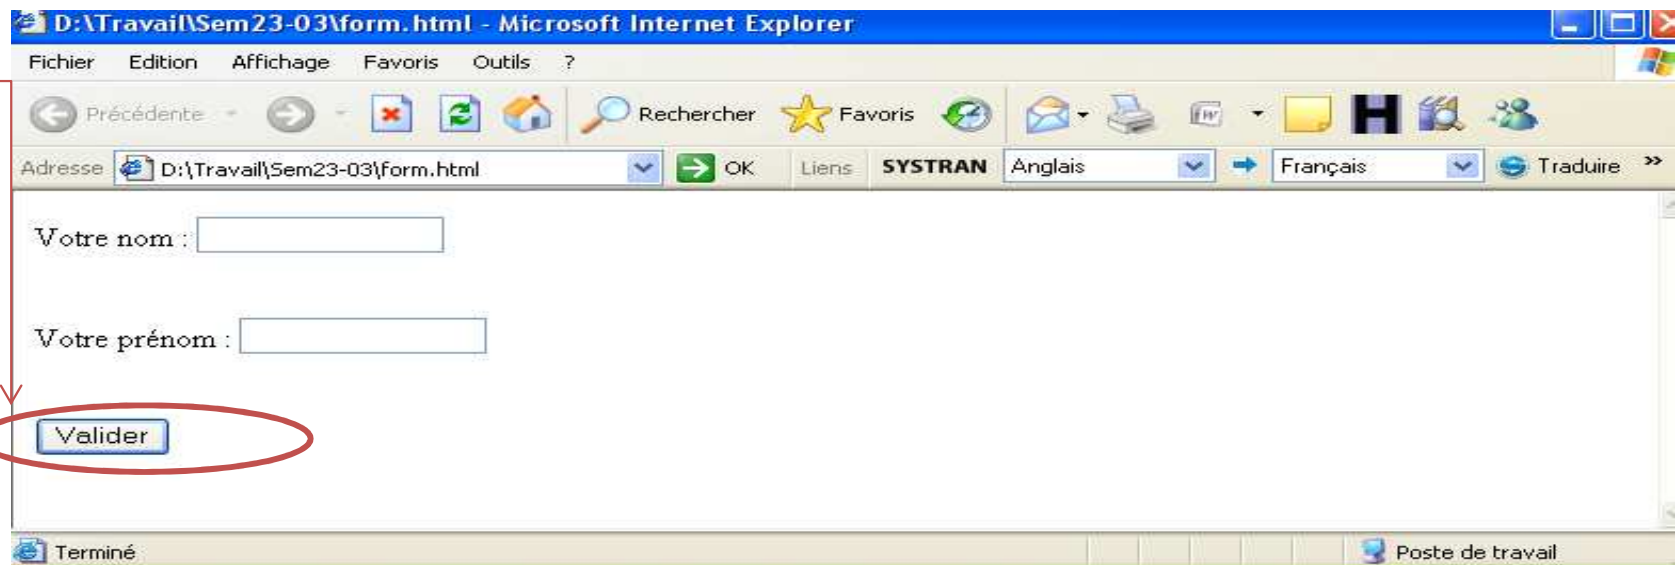 D:\Travail\Sem23-03\form.html - Microsoft Internet Explorer
Fichier Edition Affichage Favoris Outils ?
Précédente Rechercher Favoris
Adresse D:\Travail\Sem23-03\form.html OK Liens SYSTRAN Anglais Français Traduire »
Votre nom :
Votre prénom :
Valider
Terminé Poste de travail